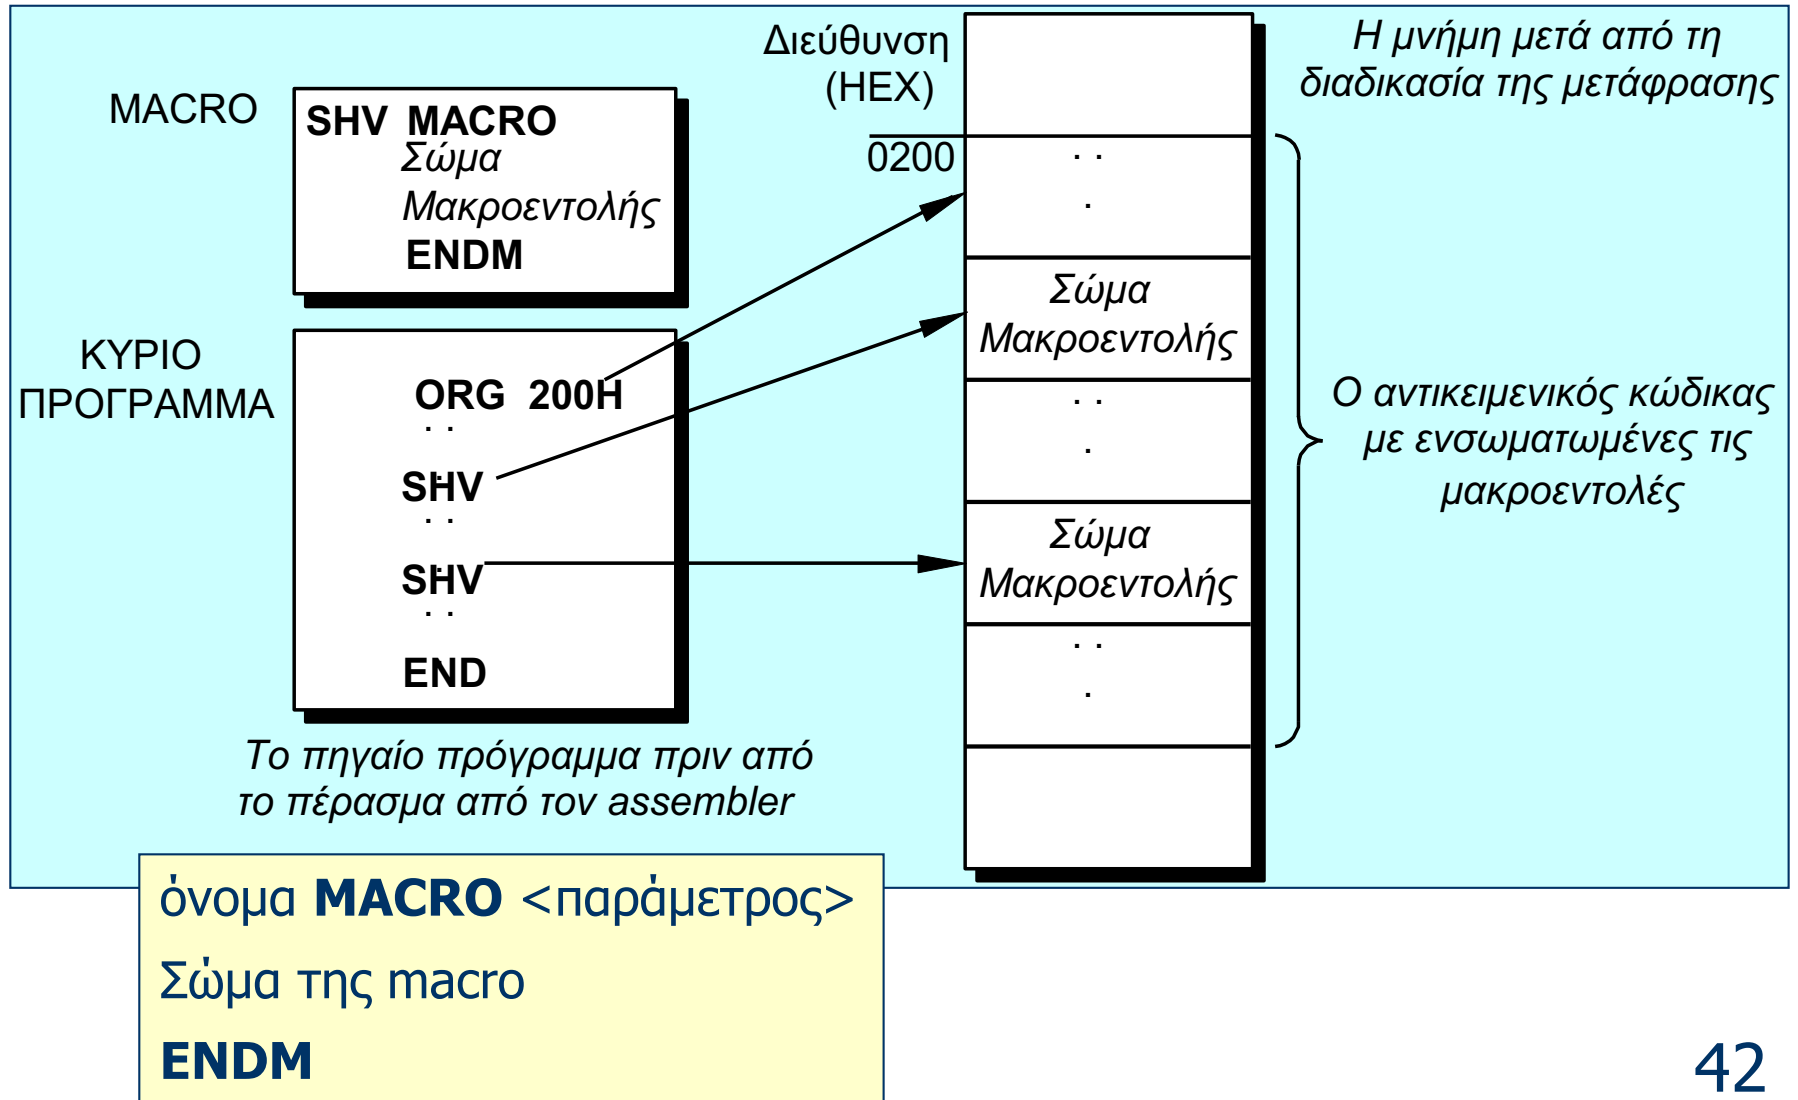 MACRO
SHV MACRO
Σώμα
Μακροεντολής
ENDM
ΚΥΡΙΟ
ΠΡΟΓΡΑΜΜΑ
ORG 200H
. .
.
SHV
. .
.
SHV
. .
.
END
Το πηγαίο πρόγραμμα πριν από
το πέρασμα από τον assembler
Διεύθυνση
(HEX)
0200
. .
.
Σώμα
Μακροεντολής
. .
.
Σώμα
Μακροεντολής
. .
.
Η μνήμη μετά από τη
διαδικασία της μετάφρασης
Ο αντικειμενικός κώδικας
με ενσωματωμένες τις
μακροεντολές
όνομα MACRO <παράμετρος>
Σώμα της macro
ENDM
42